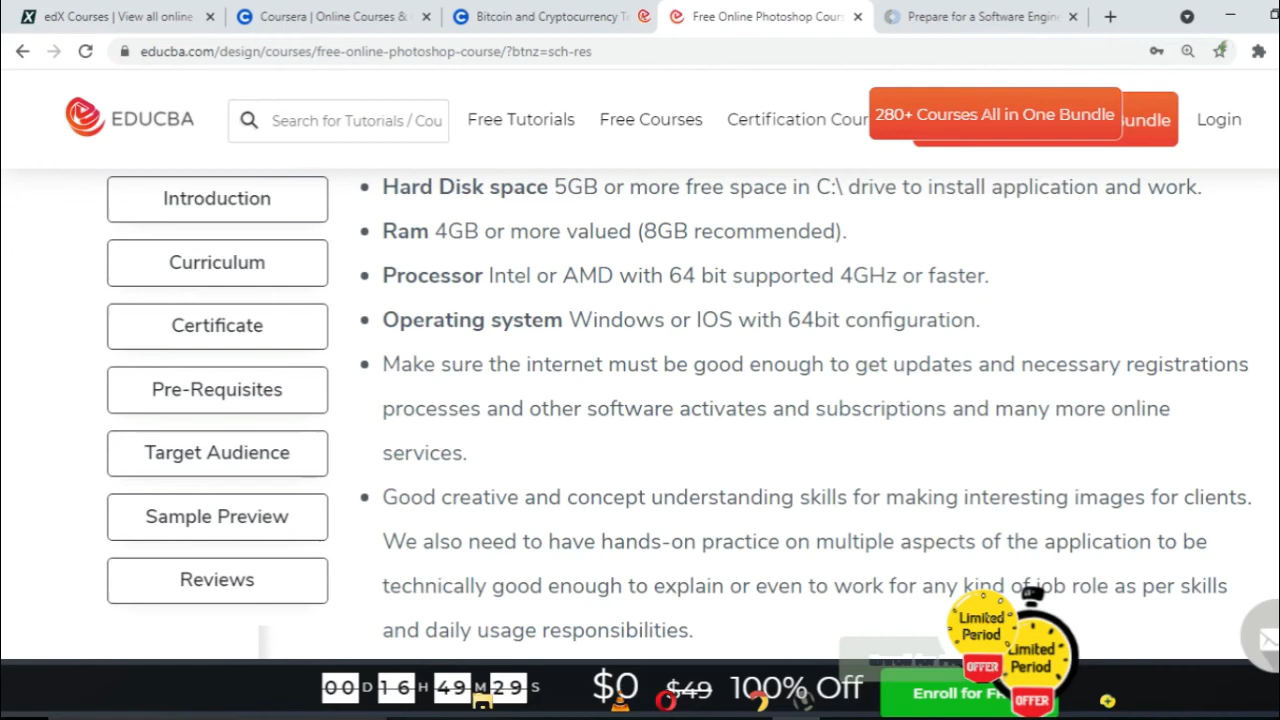 edX Courses | View all online
Coursera | Online Courses &
Bitcoin and Cryptocurrency
Free Online Photoshop Cour
Prepare for a Software Engin
educba.com/design/courses/free-online-photoshop-course/?btnz=sch-res
EDUCBA
Search for Tutorials / Cou
Free Tutorials
Free Courses
Certification Cour
280+ Courses All in One Bundle
Bundle
Login
Introduction
Curriculum
Certificate
Pre-Requisites
Target Audience
Sample Preview
Reviews
• Hard Disk space 5GB or more free space in C:\ drive to install application and work.
• Ram 4GB or more valued (8GB recommended).
• Processor Intel or AMD with 64 bit supported 4GHz or faster.
• Operating system Windows or IOS with 64bit configuration.
• Make sure the internet must be good enough to get updates and necessary registrations
processes and other software activates and subscriptions and many more online
services.
• Good creative and concept understanding skills for making interesting images for clients.
We also need to have hands-on practice on multiple aspects of the application to be
technically good enough to explain or even to work for any kind of job role as per skills
and daily usage responsibilities.
Limited
Period
OFFER
Limited
Period
OFFER
00 D 16 H 49 M 29 S
$0 $49 100% Off
Enroll for